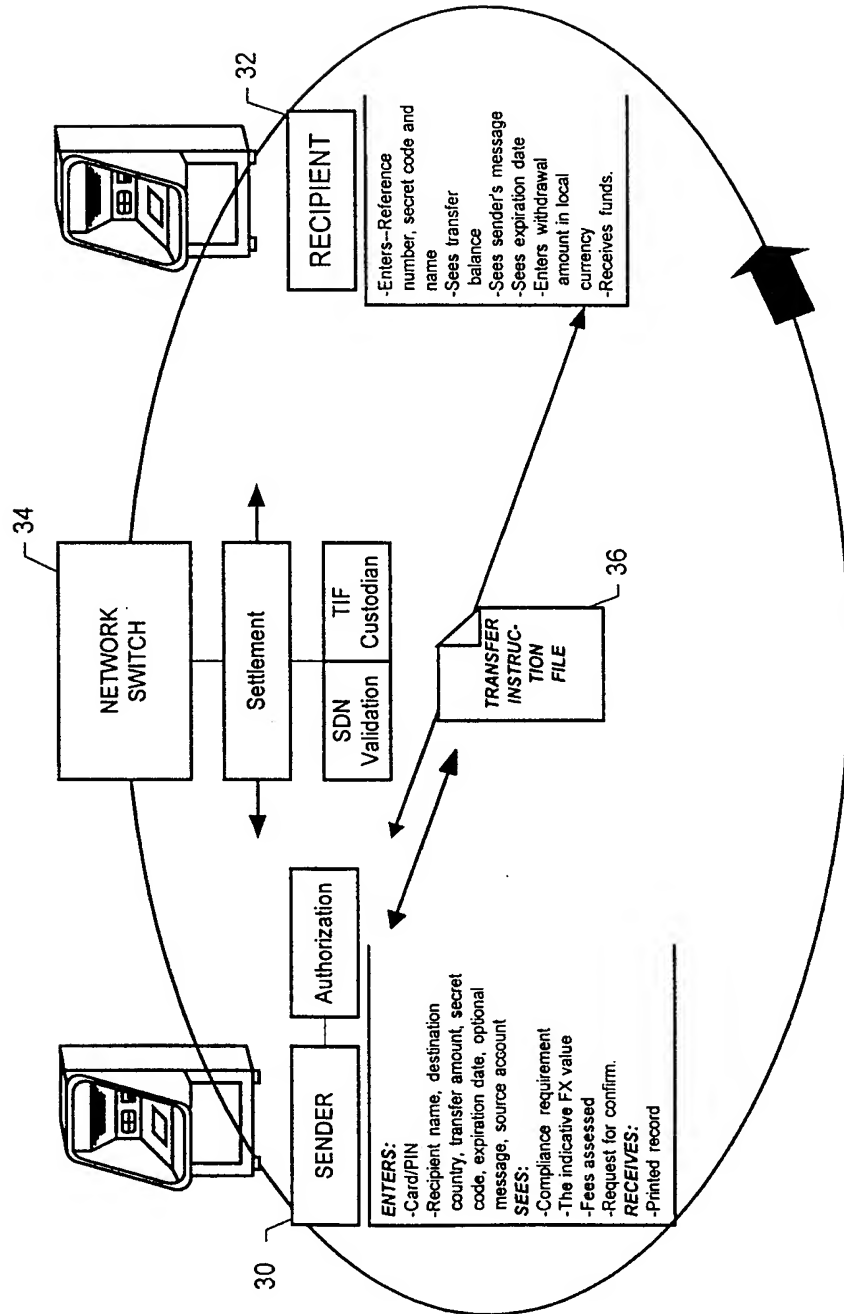 34
NETWORK
SWITCH
Settlement
SDN
Validation
TIF
Custodian
30
SENDER
Authorization
ENTERS:
-Card/PIN
-Recipient name, destination
country, transfer amount, secret
code, expiration date, optional
message, source account
SEES:
-Compliance requirement
-The indicative FX value
-Fees assessed
-Request for confirm.
RECEIVES:
-Printed record
TRANSFER
INSTRUC-
TION
FILE
36
32
RECIPIENT
-Enters--Reference
number, secret code and
name
-Sees transfer
balance
-Sees sender's message
-Sees expiration date
-Enters withdrawal
amount in local
currency
-Receives funds.